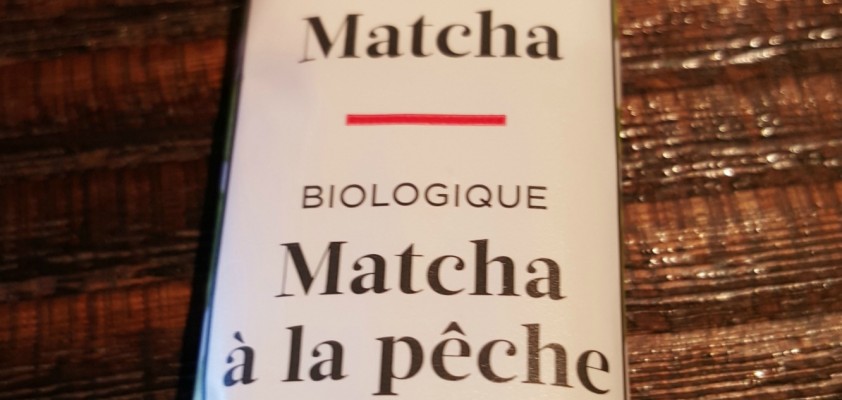 Matcha
BIOLOGIQUE
Matcha
à la pêche